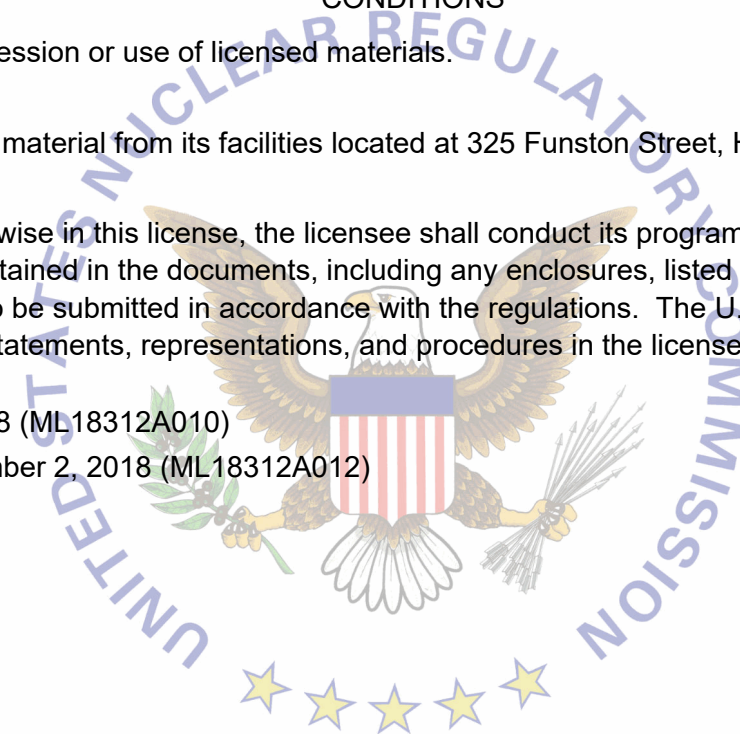 CONDITIONS
ession or use of licensed materials.
material from its facilities located at 325 Funston Street, H
wise in this license, the licensee shall conduct its program
tained in the documents, including any enclosures, listed
o be submitted in accordance with the regulations. The U.
tatements, representations, and procedures in the license
8 (ML18312A010)
ber 2, 2018 (ML18312A012)
UNITED STATES NUCLEAR REGULATORY COMMISSION